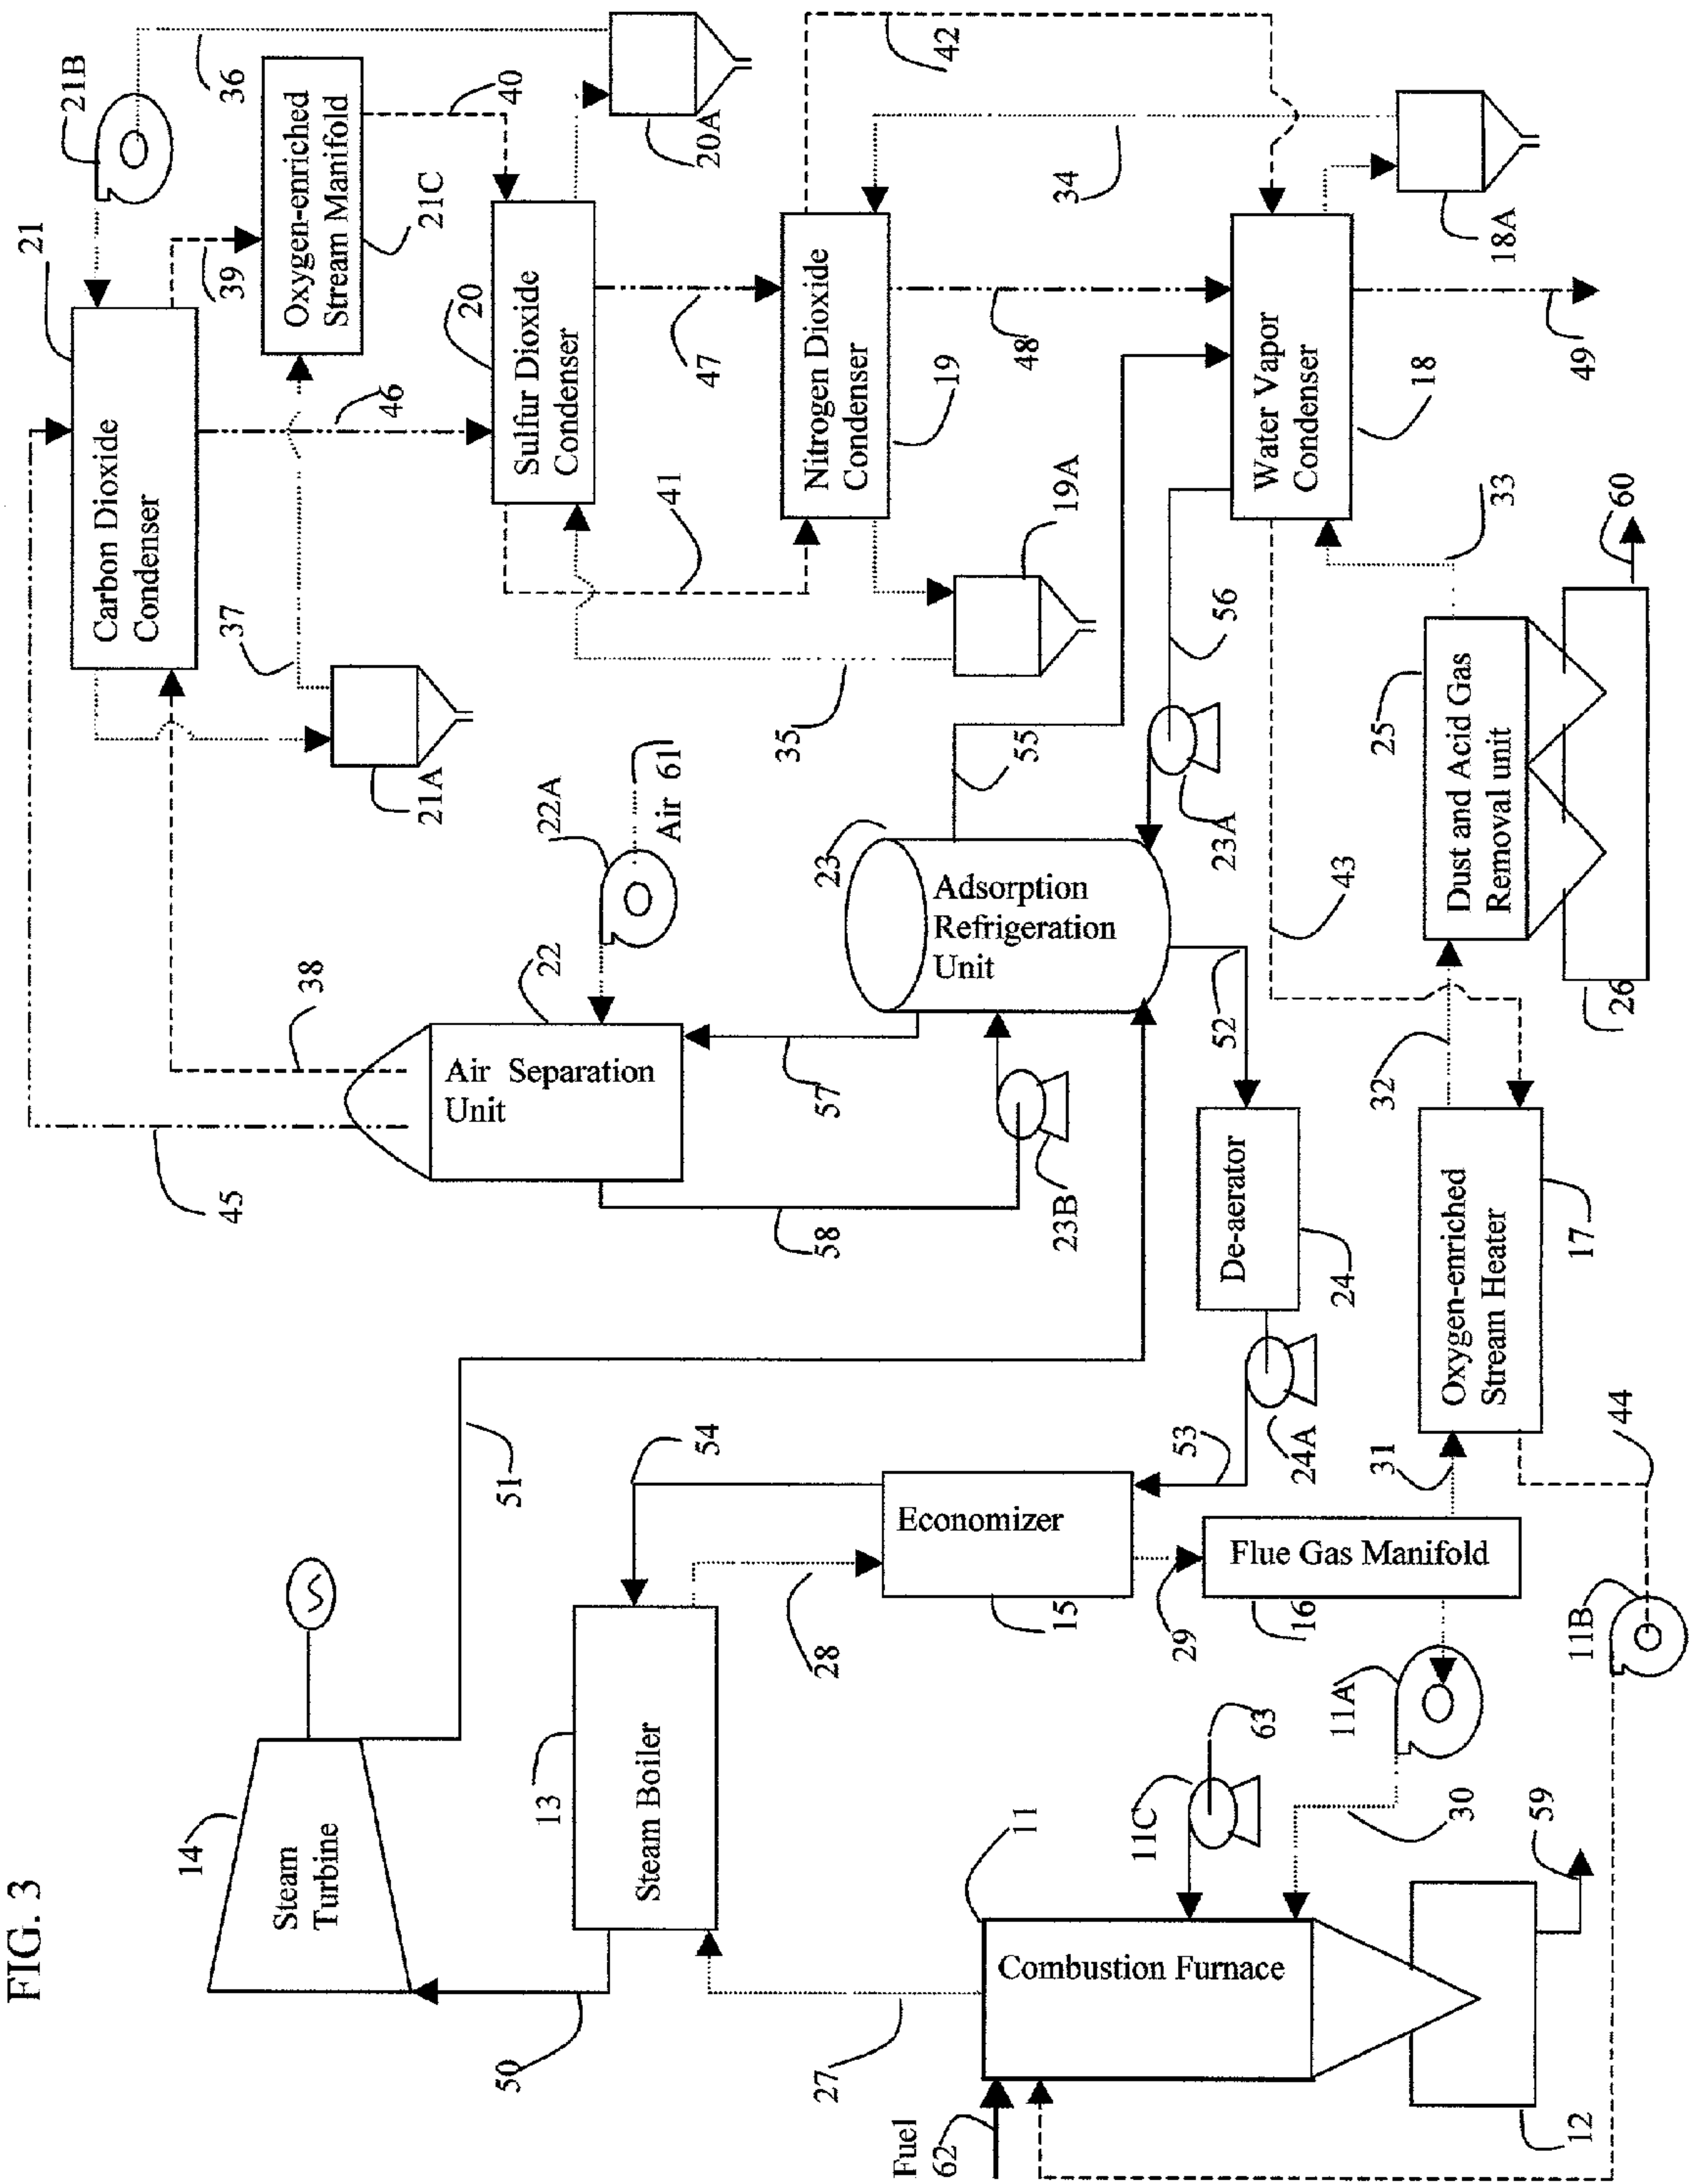 FIG. 3
36
21B
42
Oxygen-enriched
Stream Manifold
40
20A
21C
34
18A
21
39
Carbon Dioxide
Condenser
20
Sulfur Dioxide
Condenser
47
46
Nitrogen Dioxide
Condenser
19
48
Water Vapor
Condenser
18
49
41
19A
33
60
37
21A
35
56
55
23A
25
Dust and Acid Gas
Removal unit
26
22A
Air 61
23
Adsorption
Refrigeration
Unit
43
38
22
Air Separation
Unit
57
52
32
45
58
23B
De-aerator
24
Oxygen-enriched
Stream Heater
17
51
54
53
24A
31
44
Economizer
15
Flue Gas Manifold
16
29
28
11B
11A
14
Steam
Turbine
13
Steam Boiler
63
11C
11
30
59
Combustion Furnace
50
27
Fuel
62
12